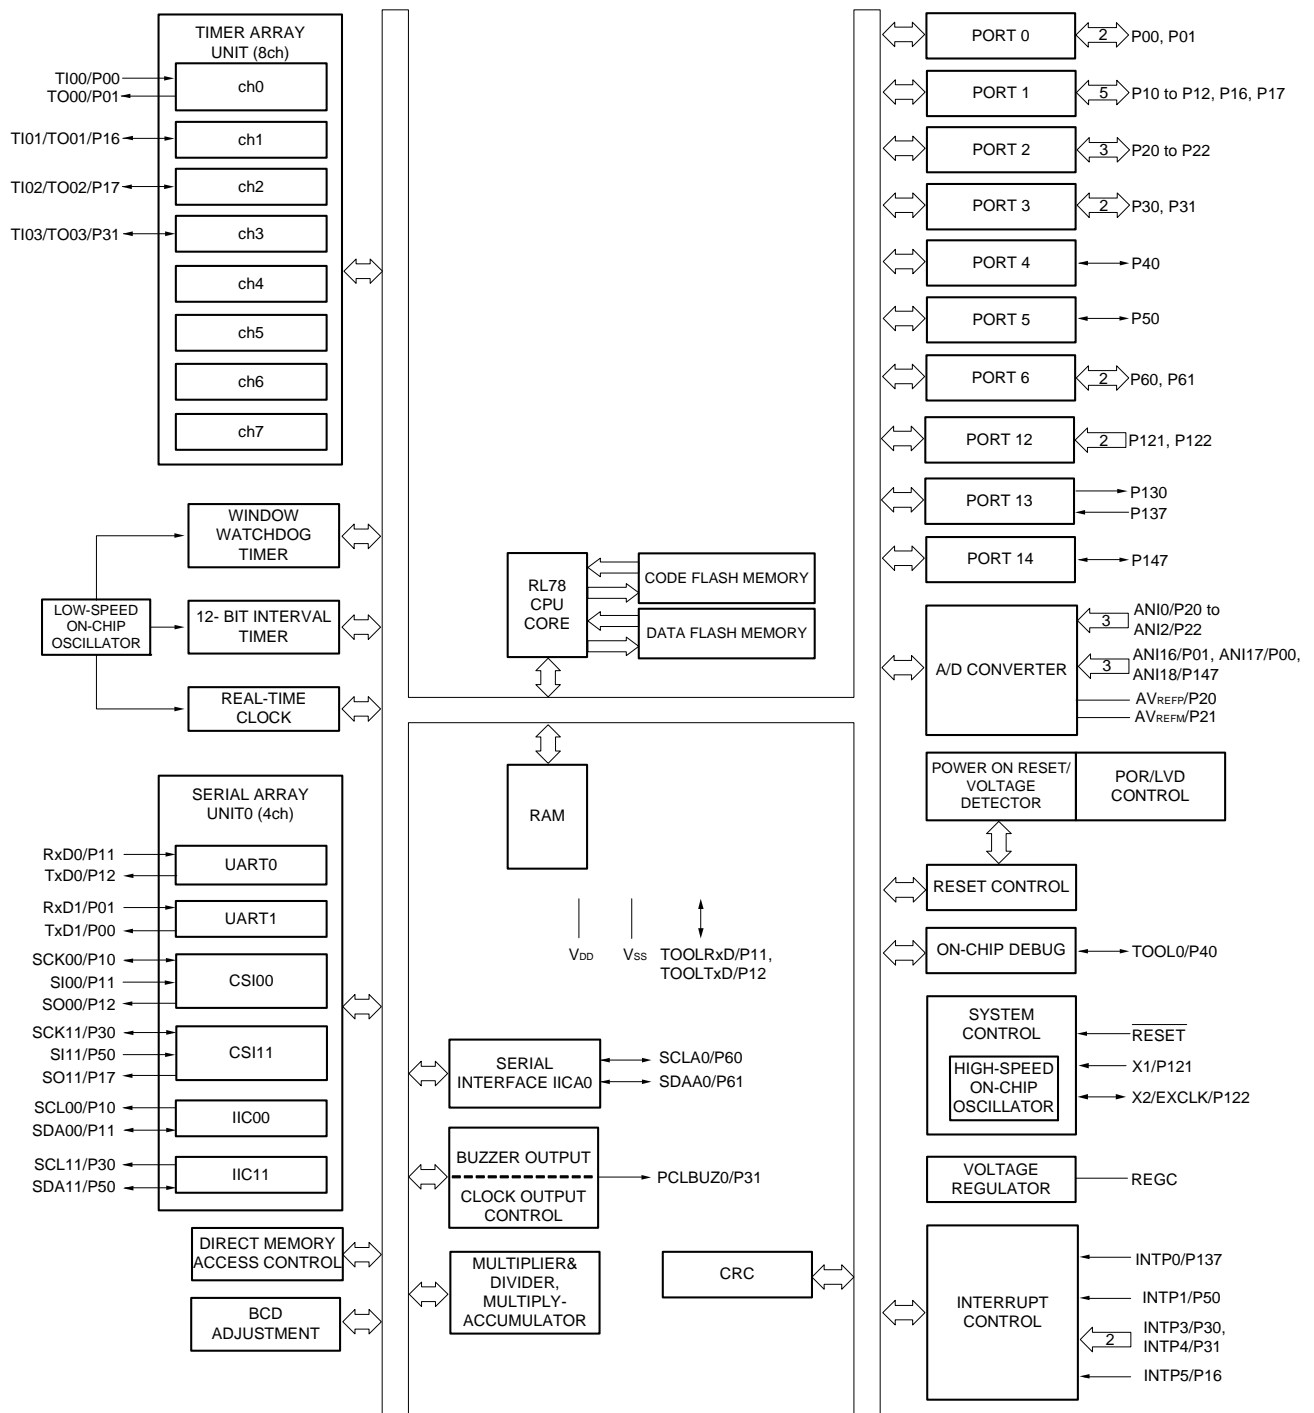 TIMER ARRAY
UNIT (8ch)
TI00/P00
TO00/P01
ch0
TI01/TO01/P16
ch1
TI02/TO02/P17
ch2
TI03/TO03/P31
ch3
ch4
ch5
ch6
ch7
WINDOW
WATCHDOG
TIMER
LOW-SPEED
ON-CHIP
OSCILLATOR
12- BIT INTERVAL
TIMER
REAL-TIME
CLOCK
SERIAL ARRAY
UNIT0 (4ch)
RxD0/P11
TxD0/P12
UART0
RxD1/P01
TxD1/P00
UART1
SCK00/P10
SI00/P11
SO00/P12
CSI00
SCK11/P30
SI11/P50
SO11/P17
CSI11
SCL00/P10
SDA00/P11
IIC00
SCL11/P30
SDA11/P50
IIC11
DIRECT MEMORY
ACCESS CONTROL
BCD
ADJUSTMENT
RL78
CPU
CORE
CODE FLASH MEMORY
DATA FLASH MEMORY
RAM
VDD
VSS
TOOLRxD/P11,
TOOLTxD/P12
SERIAL
INTERFACE IICA0
SCLA0/P60
SDAA0/P61
BUZZER OUTPUT
CLOCK OUTPUT
CONTROL
PCLBUZ0/P31
MULTIPLIER&
DIVIDER,
MULTIPLY-
ACCUMULATOR
CRC
PORT 0
2
P00, P01
PORT 1
5
P10 to P12, P16, P17
PORT 2
3
P20 to P22
PORT 3
2
P30, P31
PORT 4
P40
PORT 5
P50
PORT 6
2
P60, P61
PORT 12
2
P121, P122
PORT 13
P130
P137
PORT 14
P147
A/D CONVERTER
3
ANI0/P20 to
ANI2/P22
3
ANI16/P01, ANI17/P00,
ANI18/P147
AVREFP/P20
AVREFM/P21
POWER ON RESET/
VOLTAGE
DETECTOR
POR/LVD
CONTROL
RESET CONTROL
ON-CHIP DEBUG
TOOL0/P40
SYSTEM
CONTROL
HIGH-SPEED
ON-CHIP
OSCILLATOR
RESET
X1/P121
X2/EXCLK/P122
VOLTAGE
REGULATOR
REGC
INTERRUPT
CONTROL
INTP0/P137
INTP1/P50
2
INTP3/P30,
INTP4/P31
INTP5/P16